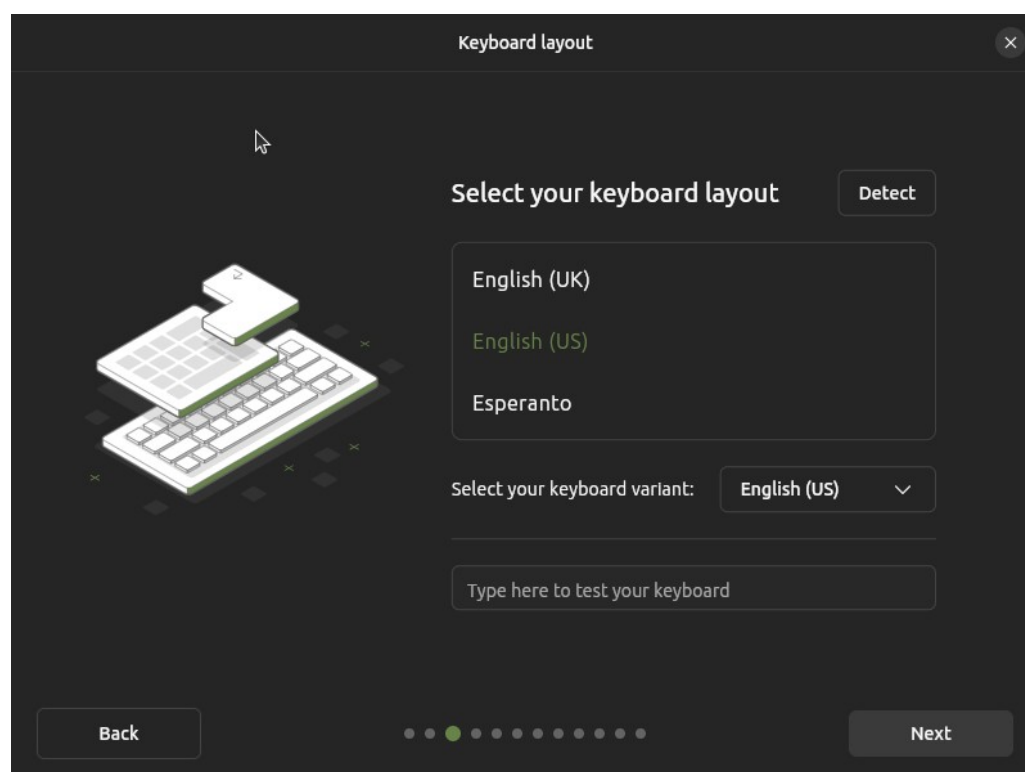 Keyboard layout
Select your keyboard layout
Detect
English (UK)
English (US)
Esperanto
Select your keyboard variant:
English (US)
Type here to test your keyboard
Back
Next